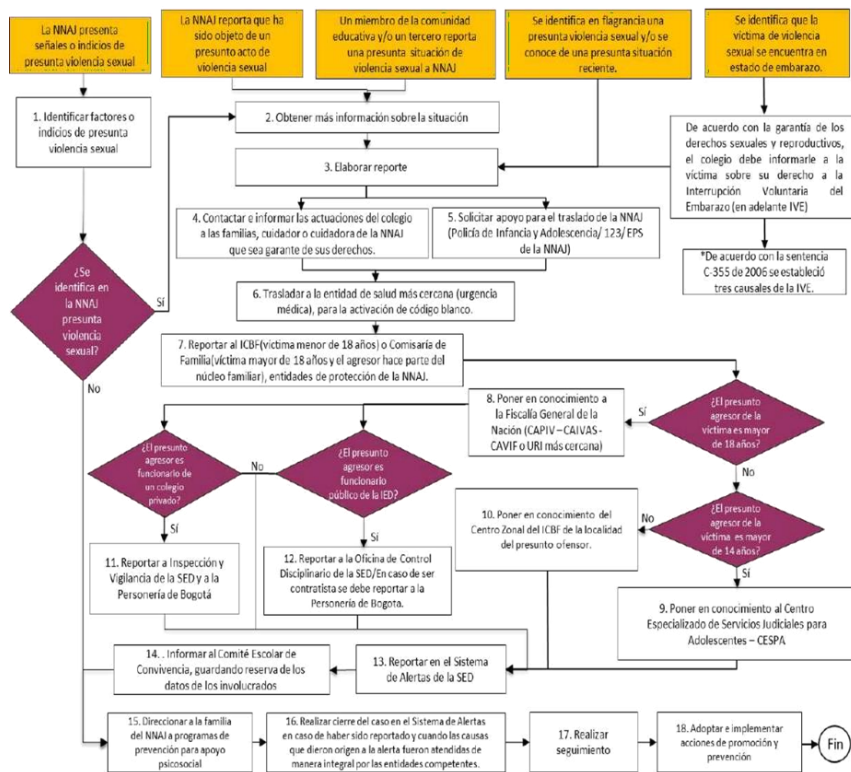 La NNAJ presenta
señales o indicios de
presunta violencia sexual
La NNAJ reporta que ha
sido objeto de un
presunto acto de
violencia sexual
Un miembro de la comunidad
educativa y/o un tercero reporta
una presunta situación de
violencia sexual a NNAJ
Se identifica en flagrancia una
presunta violencia sexual y/o se
conoce de una presunta situación
reciente.
Se identifica que la
víctima de violencia
sexual se encuentra en
estado de embarazo.
1. Identificar factores o
indicios de presunta
violencia sexual
2. Obtener más información sobre la situación
3. Elaborar reporte
De acuerdo con la garantía de los
derechos sexuales y reproductivos,
el colegio debe informarle a la
víctima sobre su derecho a la
Interrupción Voluntaria del
Embarazo (en adelante IVE)
4. Contactar e informar las actuaciones del colegio
a las familias, cuidador o cuidadora de la NNAJ
que sea garante de sus derechos.
5. Solicitar apoyo para el traslado de la NNAJ
(Policía de Infancia y Adolescencia/ 123/ EPS
de la NNAJ)
*De acuerdo con la sentencia
C-355 de 2006 se estableció
tres causales de la IVE.
¿Se
identifica en
la NNAJ
presunta
violencia
sexual?
Sí
No
6. Trasladar a la entidad de salud más cercana (urgencia
médica), para la activación de código blanco.
7. Reportar al ICBF(víctima menor de 18 años) o Comisaría de
Familia(víctima mayor de 18 años y el agresor hace parte del
núcleo familiar), entidades de protección de la NNAJ.
8. Poner en conocimiento a
la Fiscalía General de la
Nación (CAPIV – CAIVAS -
CAVIF o URI más cercana)
Sí
¿El presunto
agresor de la
víctima es mayor
de 18 años?
No
¿El presunto
agresor es
funcionario de
un colegio
privado?
No
¿El presunto
agresor es
funcionario
público de la IED?
Sí
10. Poner en conocimiento del
Centro Zonal del ICBF de la localidad
del presunto ofensor.
No
¿El presunto
agresor de la
víctima es mayor
de 14 años?
Sí
11. Reportar a Inspección y
Vigilancia de la SED y a la
Personería de Bogotá
12. Reportar a la Oficina de Control
Disciplinario de la SED/En caso de ser
contratista se debe reportar a la
Personería de Bogota.
9. Poner en conocimiento al Centro
Especializado de Servicios Judiciales para
Adolescentes – CESPA
14. . Informar al Comité Escolar de
Convivencia, guardando reserva de los
datos de los involucrados
13. Reportar en el Sistema
de Alertas de la SED
15. Direccionar a la familia
del NNAJ a programas de
prevención para apoyo
psicosocial
16. Realizar cierre del caso en el Sistema de Alertas
en caso de haber sido reportado y cuando las causas
que dieron origen a la alerta fueron atendidas de
manera integral por las entidades competentes.
17. Realizar
seguimiento
18. Adoptar e implementar
acciones de promoción y
prevención
Fin